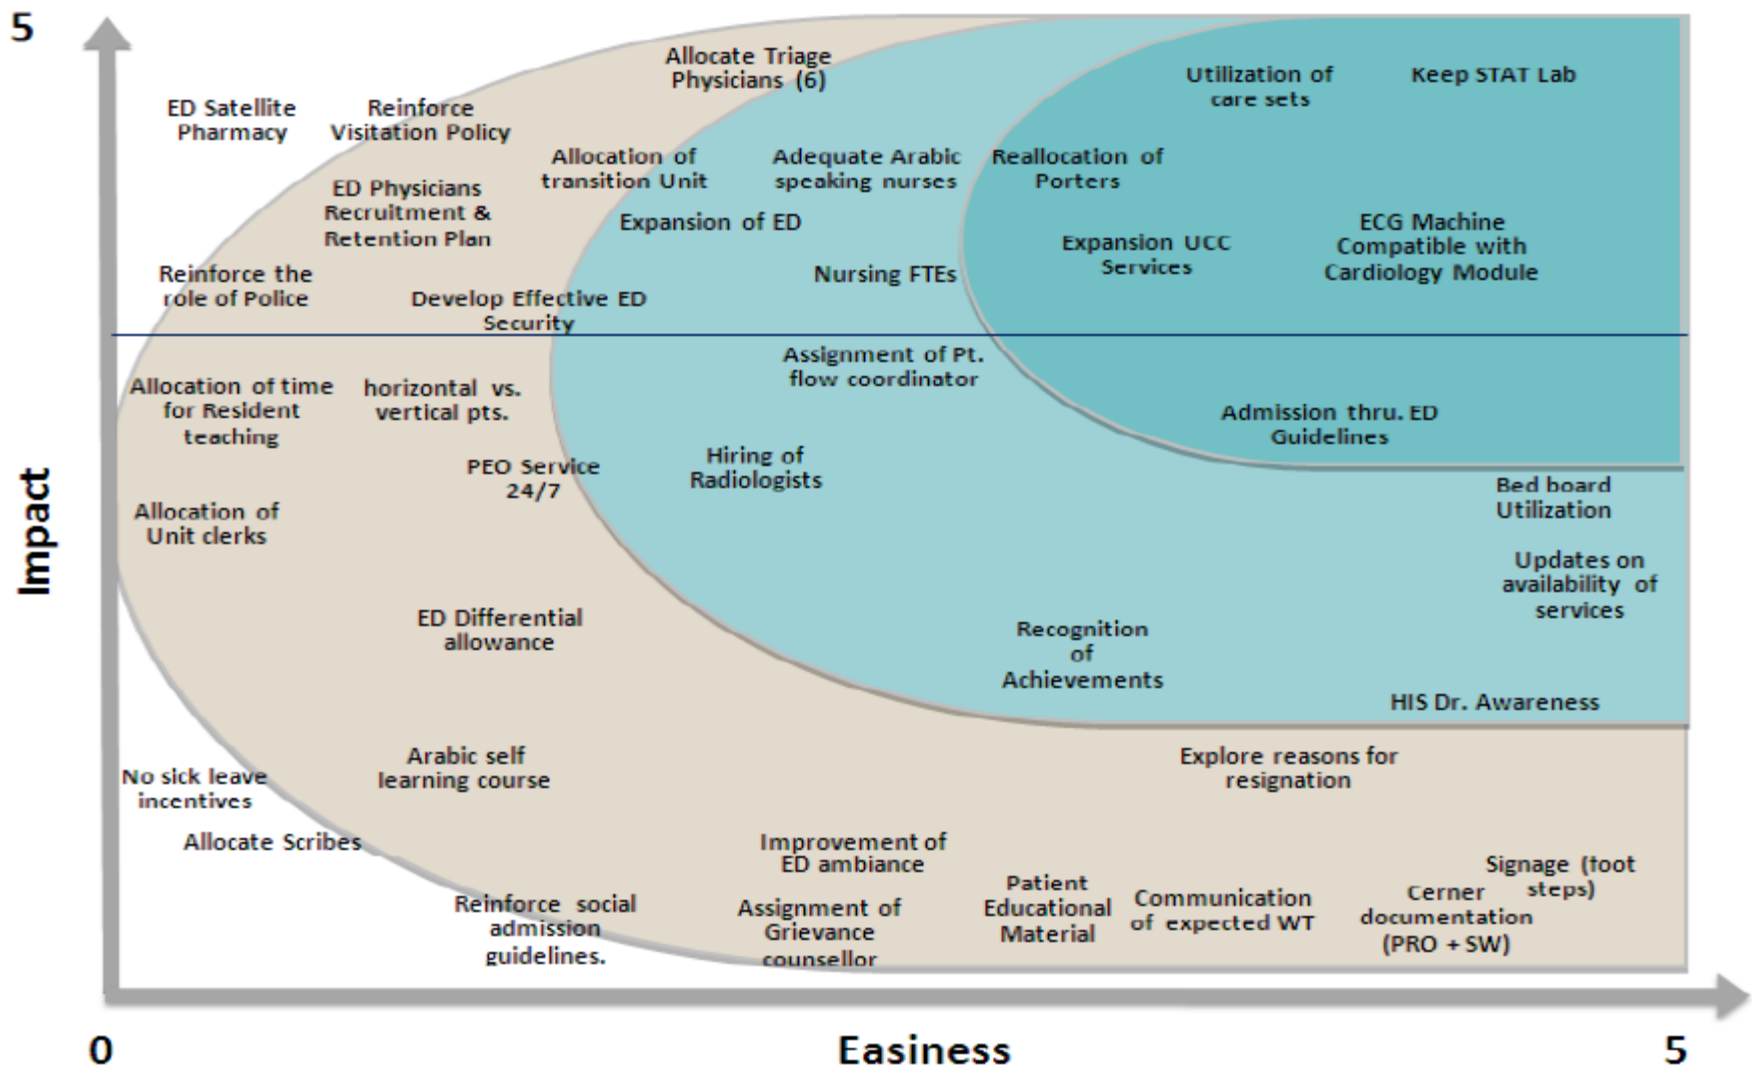 5
Allocate Triage
Physicians (6)
Utilization of
care sets
Keep STAT Lab
ED Satellite
Pharmacy
Reinforce
Visitation Policy
Allocation of
transition Unit
Adequate Arabic
speaking nurses
Reallocation of
Porters
ED Physicians
Recruitment &
Retention Plan
Expansion of ED
Expansion UCC
Services
ECG Machine
Compatible with
Cardiology Module
Reinforce the
role of Police
Develop Effective ED
Security
Nursing FTEs
Assignment of Pt.
flow coordinator
Allocation of time
for Resident
teaching
horizontal vs.
vertical pts.
Admission thru. ED
Guidelines
PEO Service
24/7
Hiring of
Radiologists
Bed board
Utilization
Allocation of
Unit clerks
Updates on
availability of
services
ED Differential
allowance
Recognition
of
Achievements
HIS Dr. Awareness
Arabic self
learning course
Explore reasons for
resignation
No sick leave
incentives
Allocate Scribes
Improvement of
ED ambiance
Signage (foot
steps)
Reinforce social
admission
guidelines.
Assignment of
Grievance
counsellor
Patient
Educational
Material
Communication
of expected WT
Cerner
documentation
(PRO + SW)
Impact
0
Easiness
5